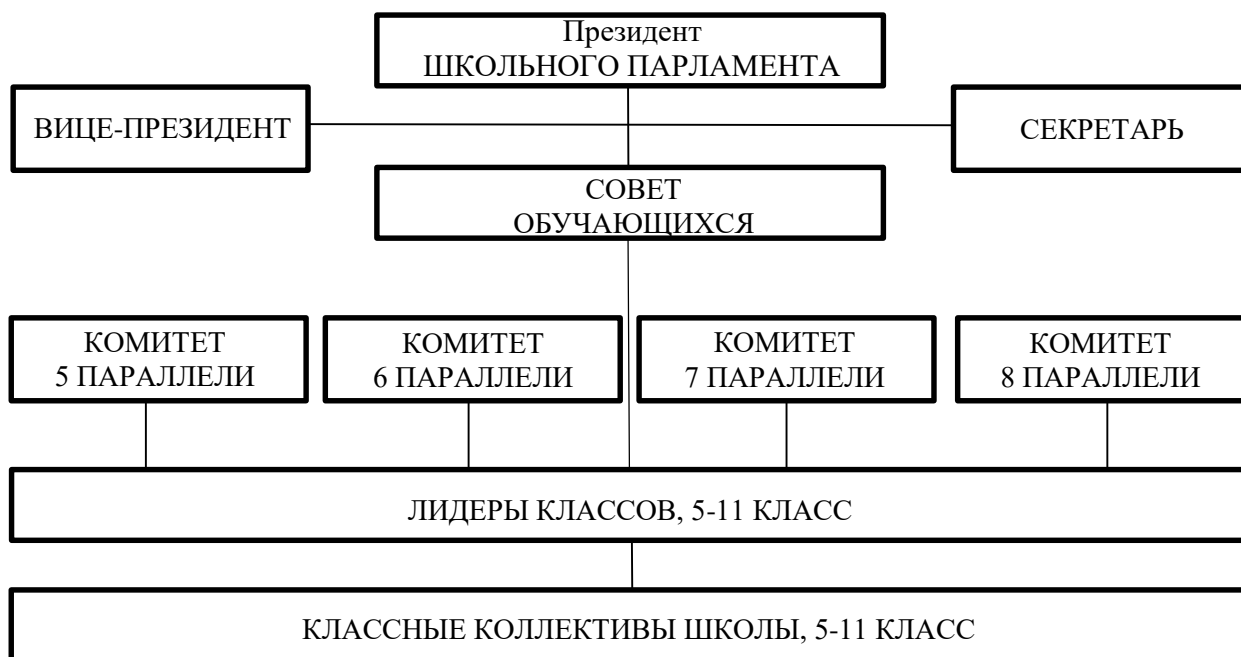 Президент
ШКОЛЬНОГО ПАРЛАМЕНТА
ВИЦЕ-ПРЕЗИДЕНТ
СЕКРЕТАРЬ
СОВЕТ
ОБУЧАЮЩИХСЯ
КОМИТЕТ
5 ПАРАЛЛЕЛИ
КОМИТЕТ
6 ПАРАЛЛЕЛИ
КОМИТЕТ
7 ПАРАЛЛЕЛИ
КОМИТЕТ
8 ПАРАЛЛЕЛИ
ЛИДЕРЫ КЛАССОВ, 5-11 КЛАСС
КЛАССНЫЕ КОЛЛЕКТИВЫ ШКОЛЫ, 5-11 КЛАСС